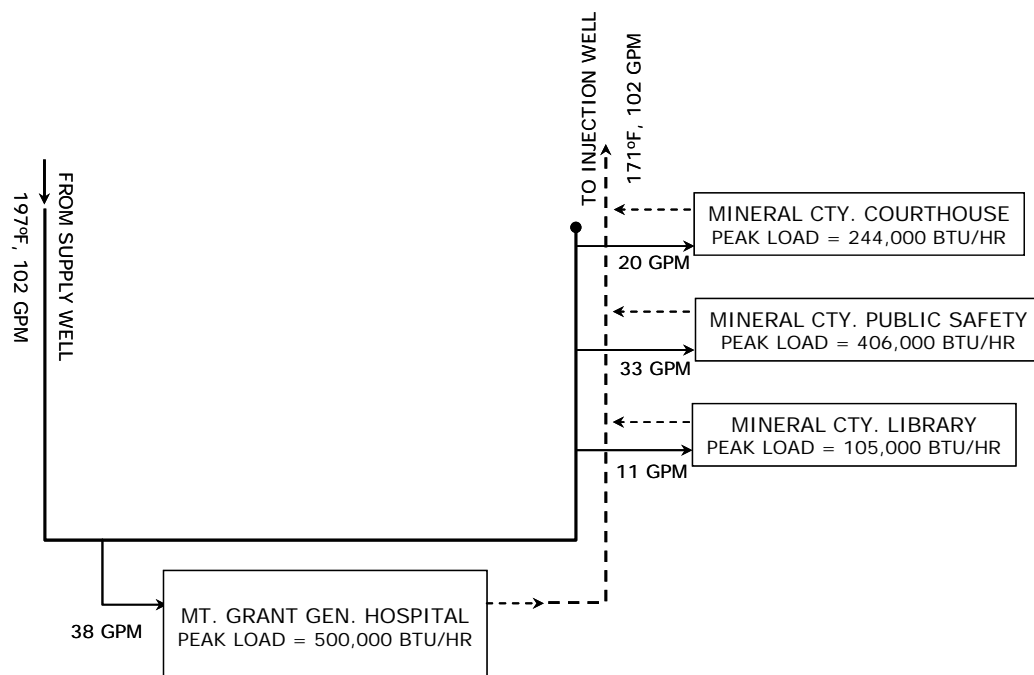 FROM SUPPLY WELL
197ºF, 102 GPM
TO INJECTION WELL
171ºF, 102 GPM
MINERAL CTY. COURTHOUSE
PEAK LOAD = 244,000 BTU/HR
20 GPM
MINERAL CTY. PUBLIC SAFETY
PEAK LOAD = 406,000 BTU/HR
33 GPM
MINERAL CTY. LIBRARY
PEAK LOAD = 105,000 BTU/HR
11 GPM
MT. GRANT GEN. HOSPITAL
PEAK LOAD = 500,000 BTU/HR
38 GPM